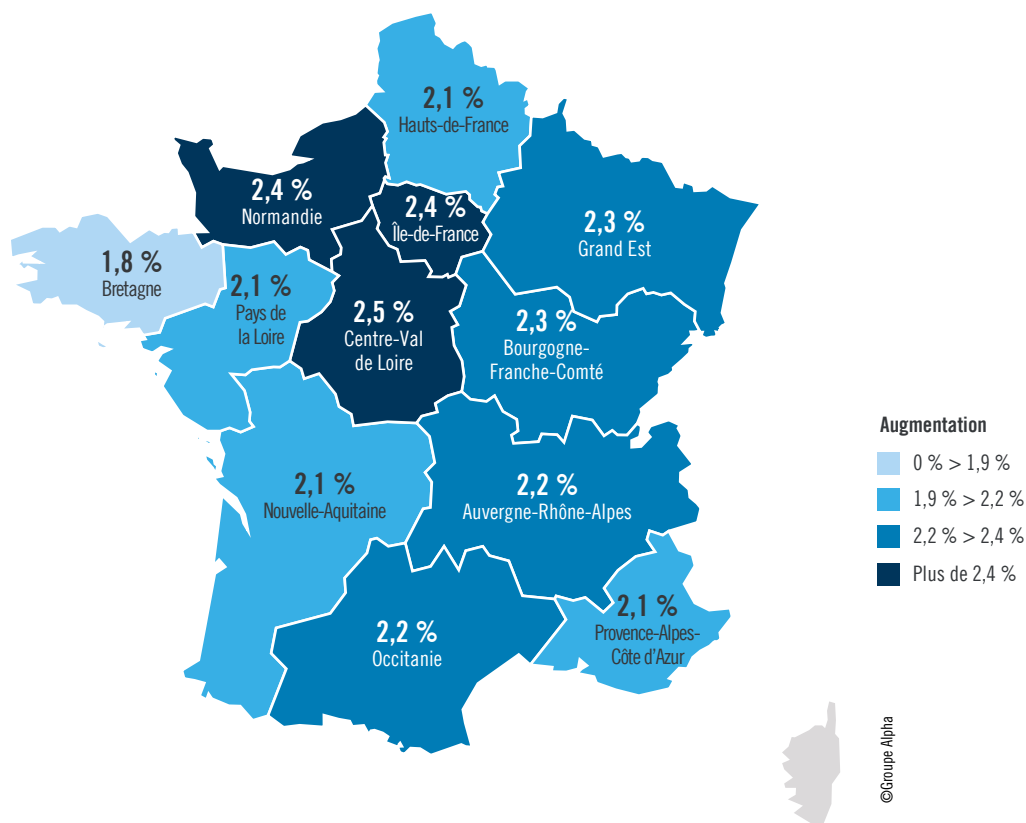 2,1 %
Hauts-de-France
2,4 %
Normandie
2,4 %
Île-de-France
2,3 %
Grand Est
1,8 %
Bretagne
2,1 %
Pays de
la Loire
2,5 %
Centre-Val
de Loire
2,3 %
Bourgogne-
Franche-Comté
2,1 %
Nouvelle-Aquitaine
2,2 %
Auvergne-Rhône-Alpes
2,2 %
Occitanie
2,1 %
Provence-Alpes-
Côte d'Azur
Augmentation
0 % > 1,9 %
1,9 % > 2,2 %
2,2 % > 2,4 %
Plus de 2,4 %
©Groupe Alpha